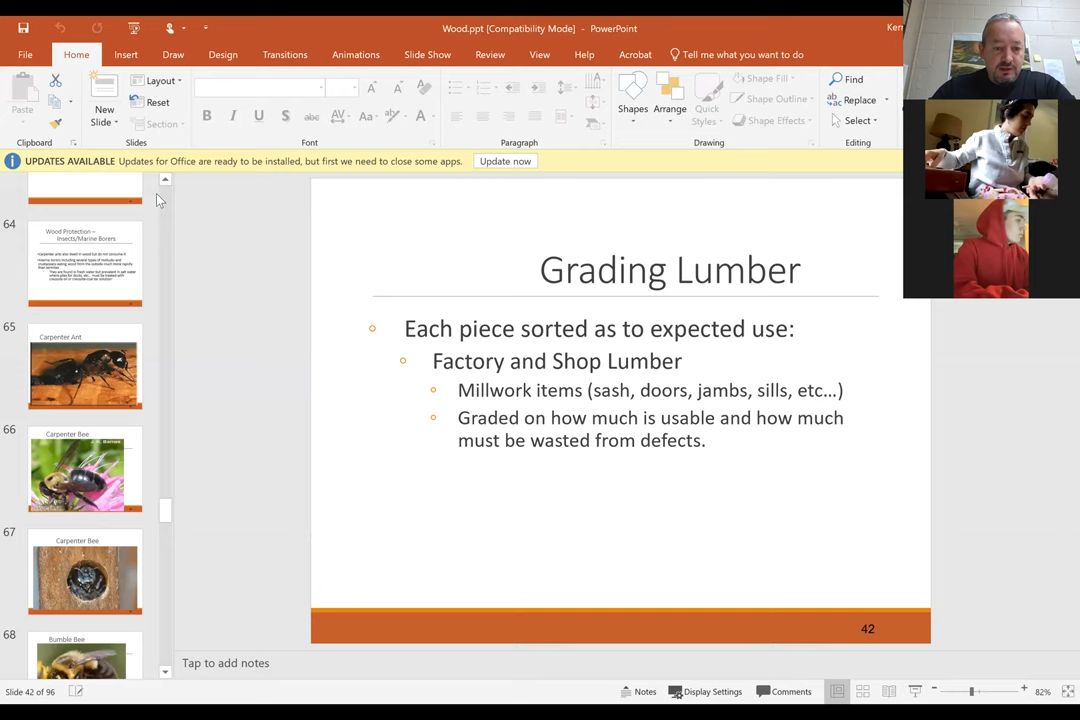 Wood.ppt [Compatibility Mode] - PowerPoint
File Home Insert Draw Design Transitions Animations Slide Show Review View Help Acrobat Tell me what you want to do
Paste
New Slide
Layout
Reset
Section
B I U S abc AV Aa A
Shapes
Arrange
Quick Styles
Shape Fill
Shape Outline
Shape Effects
Find
Replace
Select
Clipboard Slides Font Paragraph Drawing Editing
UPDATES AVAILABLE Updates for Office are ready to be installed, but first we need to close some apps. Update now
64
Wood Protection –
Insects/Marine Borers
65
Carpenter Ant
66
Carpenter Bee
67
Carpenter Bee
68
Bumble Bee
Grading Lumber
Each piece sorted as to expected use:
Factory and Shop Lumber
Millwork items (sash, doors, jambs, sills, etc...)
Graded on how much is usable and how much
must be wasted from defects.
42
Tap to add notes
Slide 42 of 96
Notes Display Settings Comments 82%